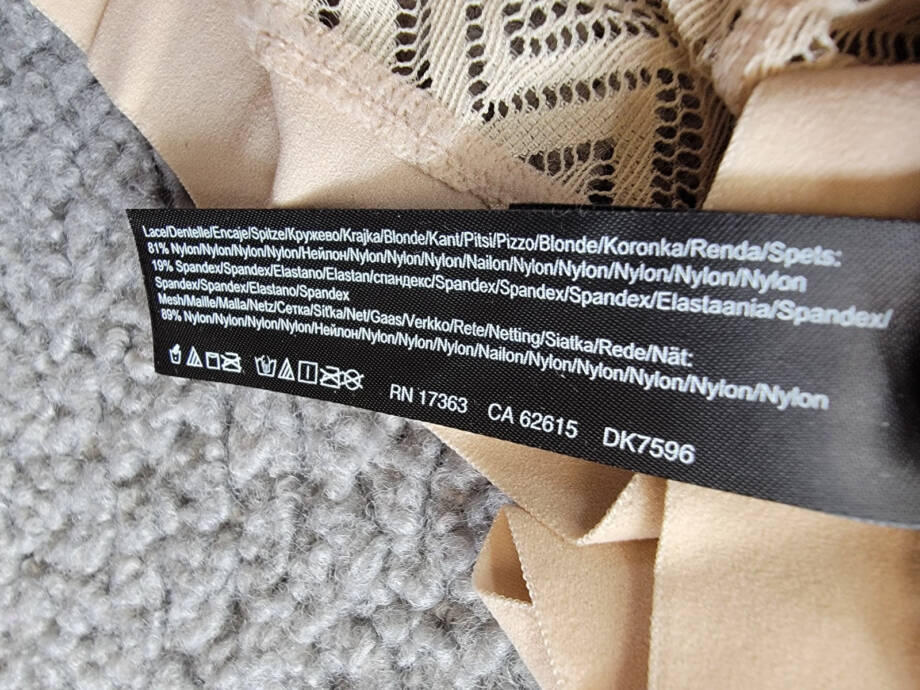 Lace/Dentelle/Encaje/Spitze/Кружево/Krajka/Blonde/Kant/Pitsi/Pizzo/Blonde/Koronka/Renda/Spets:
81% Nylon/Nylon/Nylon/Nylon/Нейлон/Nylon/Nylon/Nylon/Nailon/Nylon/Nylon/Nylon/Nylon/Nylon
19% Spandex/Spandex/Elastano/Elastan/спандекс/Spandex/Spandex/Spandex/Elastaania/Spandex/
Spandex/Spandex/Elastano/Spandex
Mesh/Maille/Malla/Netz/Сетка/Síťka/Net/Gaas/Verkko/Rete/Netting/Siatka/Rede/Nät:
89% Nylon/Nylon/Nylon/Nylon/Нейлон/Nylon/Nylon/Nylon/Nailon/Nylon/Nylon/Nylon/Nylon/Nylon
RN 17363 CA 62615 DK7596